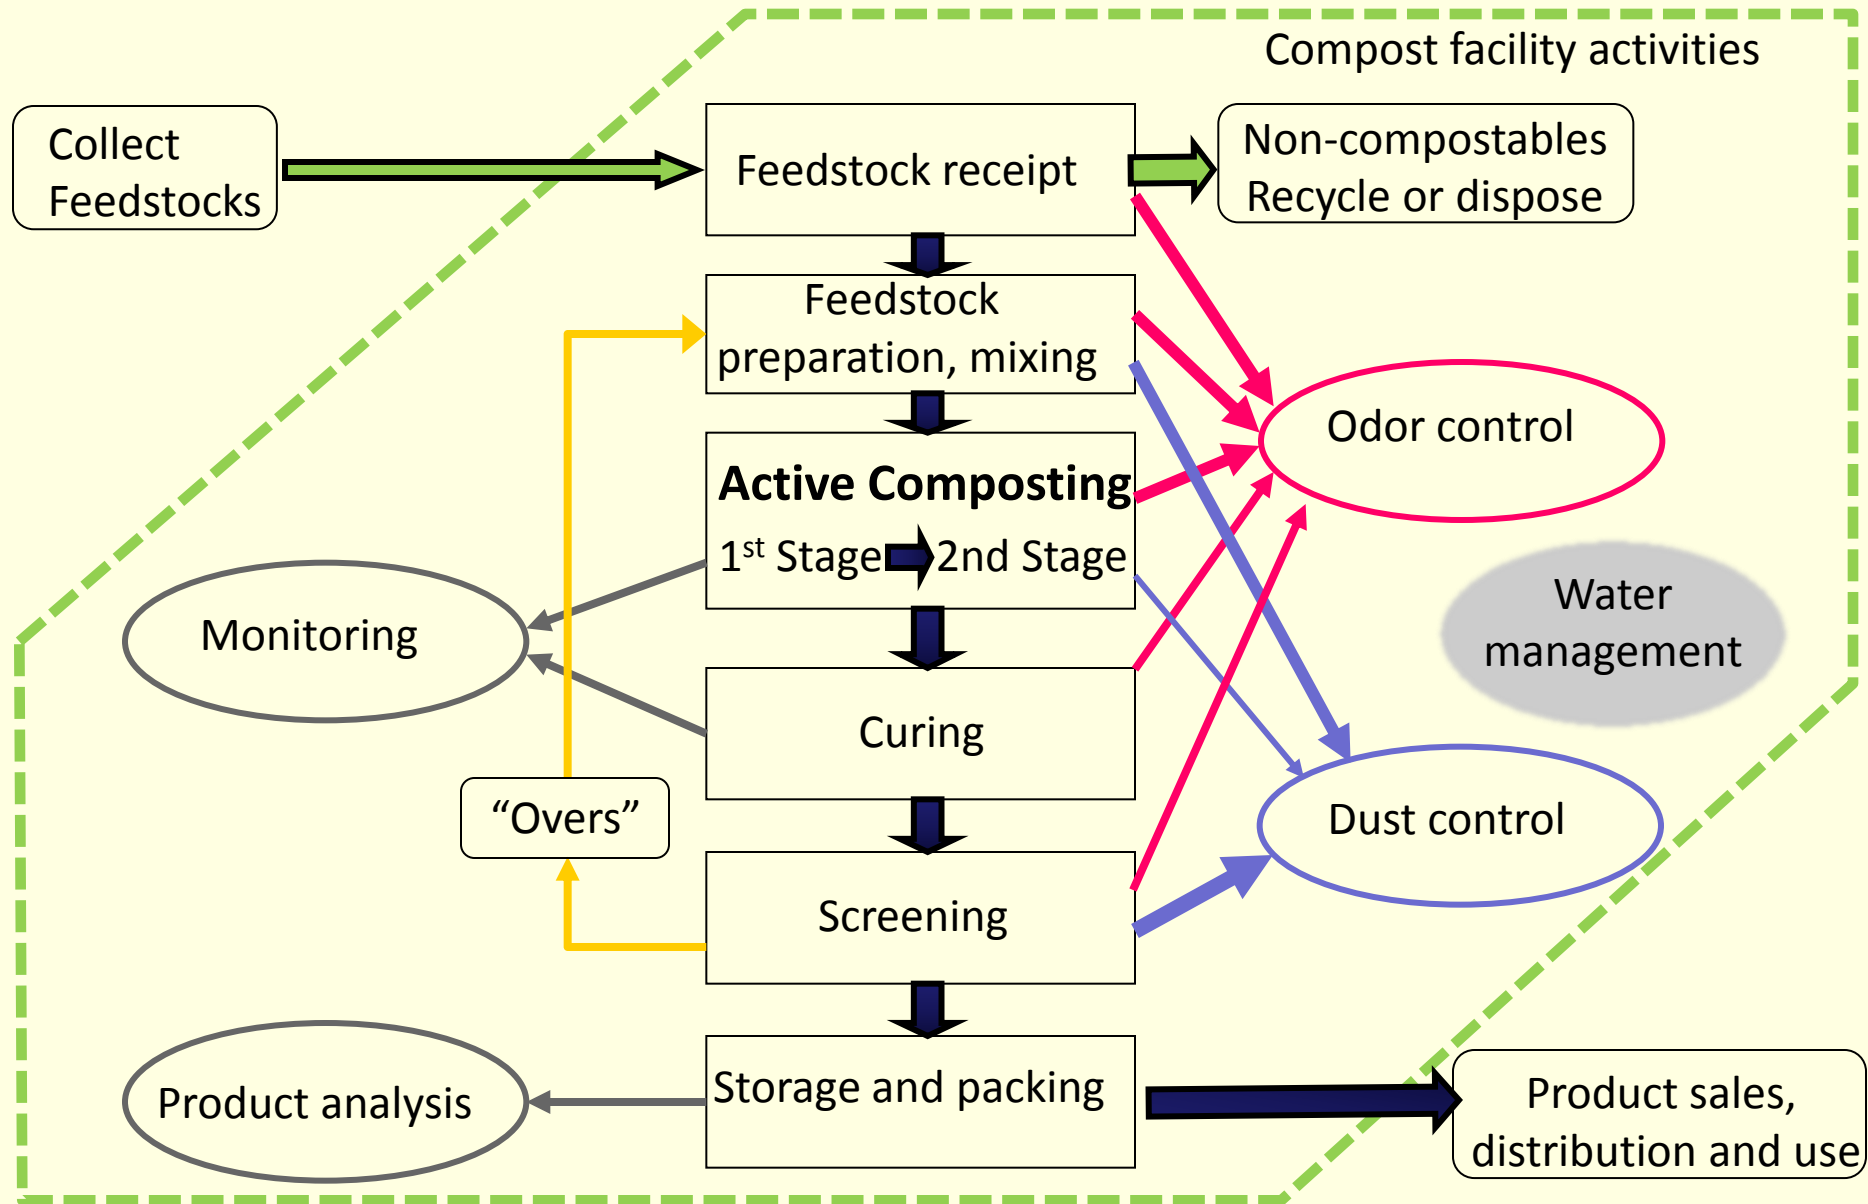 Compost facility activities
Collect
Feedstocks
Feedstock receipt
Non-compostables
Recycle or dispose
Feedstock
preparation, mixing
Odor control
Active Composting
1st Stage 2nd Stage
Water
management
Monitoring
Curing
“Overs”
Dust control
Screening
Storage and packing
Product analysis
Product sales,
distribution and use